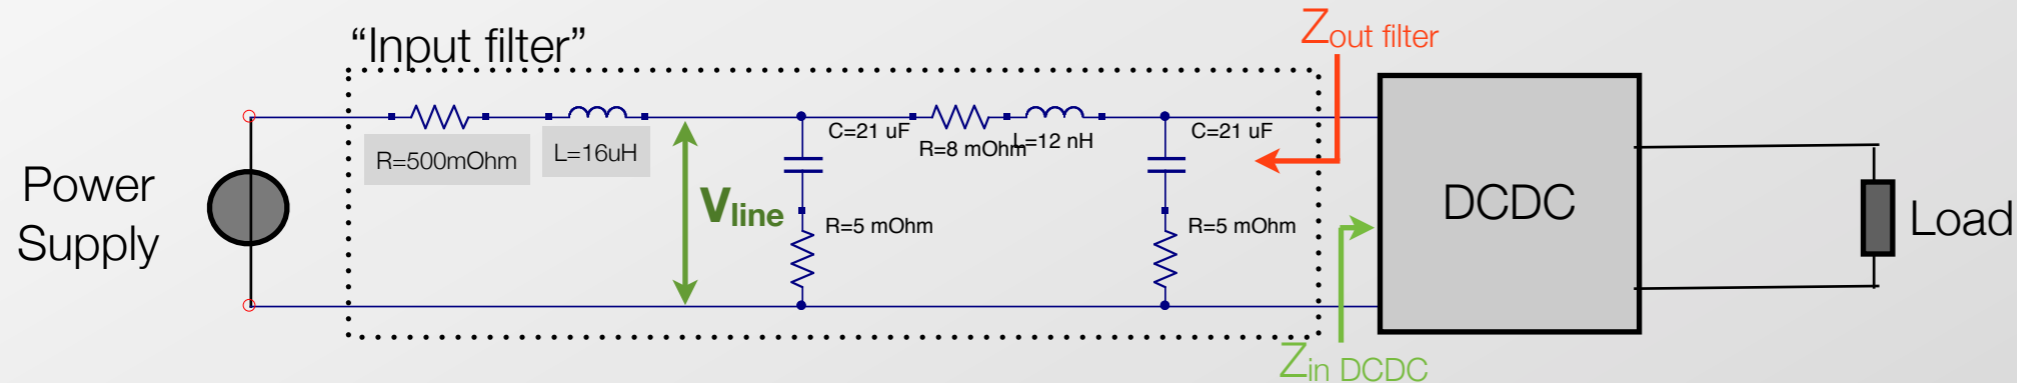 “Input filter”
Zout filter
R=500mOhm
L=16uH
C=21 uF
R=8 mOhm
L=12 nH
C=21 uF
Power
Supply
Vline
R=5 mOhm
R=5 mOhm
DCDC
Load
Zin DCDC